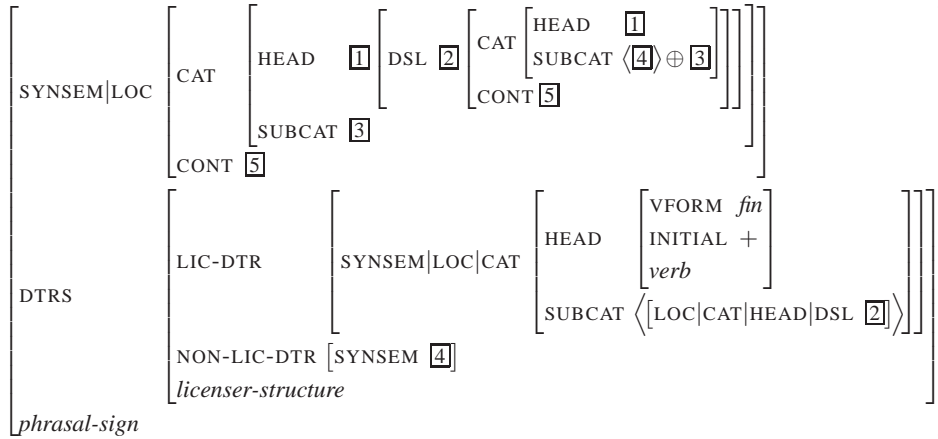 HEAD 1
SUBCAT ⟨4⟩ ⊕ 3
CAT
HEAD 1 DSL 2
CONT 5
CAT
SYNSEM|LOC
SUBCAT 3
CONT 5
VFORM fin
INITIAL +
verb
HEAD
LIC-DTR SYNSEM|LOC|CAT
DTRS
SUBCAT ⟨[LOC|CAT|HEAD|DSL 2]⟩
NON-LIC-DTR [SYNSEM 4]
licenser-structure
phrasal-sign